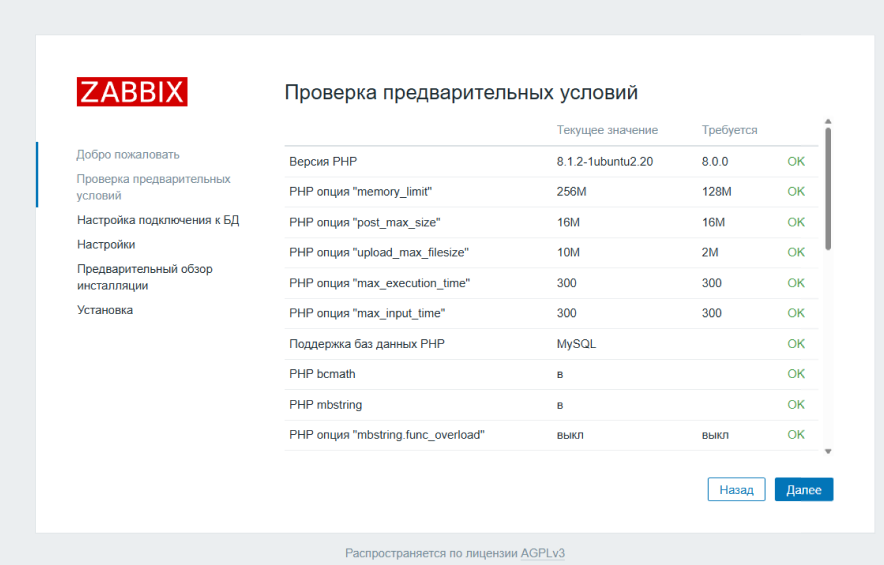 ZABBIX
Проверка предварительных условий
Добро пожаловать
Проверка предварительных
условий
Настройка подключения к БД
Настройки
Предварительный обзор
инсталляции
Установка
Текущее значение Требуется
Версия PHP 8.1.2-1ubuntu2.20 8.0.0 OK
PHP опция "memory_limit" 256M 128M OK
PHP опция "post_max_size" 16M 16M OK
PHP опция "upload_max_filesize" 10M 2M OK
PHP опция "max_execution_time" 300 300 OK
PHP опция "max_input_time" 300 300 OK
Поддержка баз данных PHP MySQL OK
PHP bcmath в OK
PHP mbstring в OK
PHP опция "mbstring.func_overload" выкл выкл OK
Назад Далее
Распространяется по лицензии AGPLv3